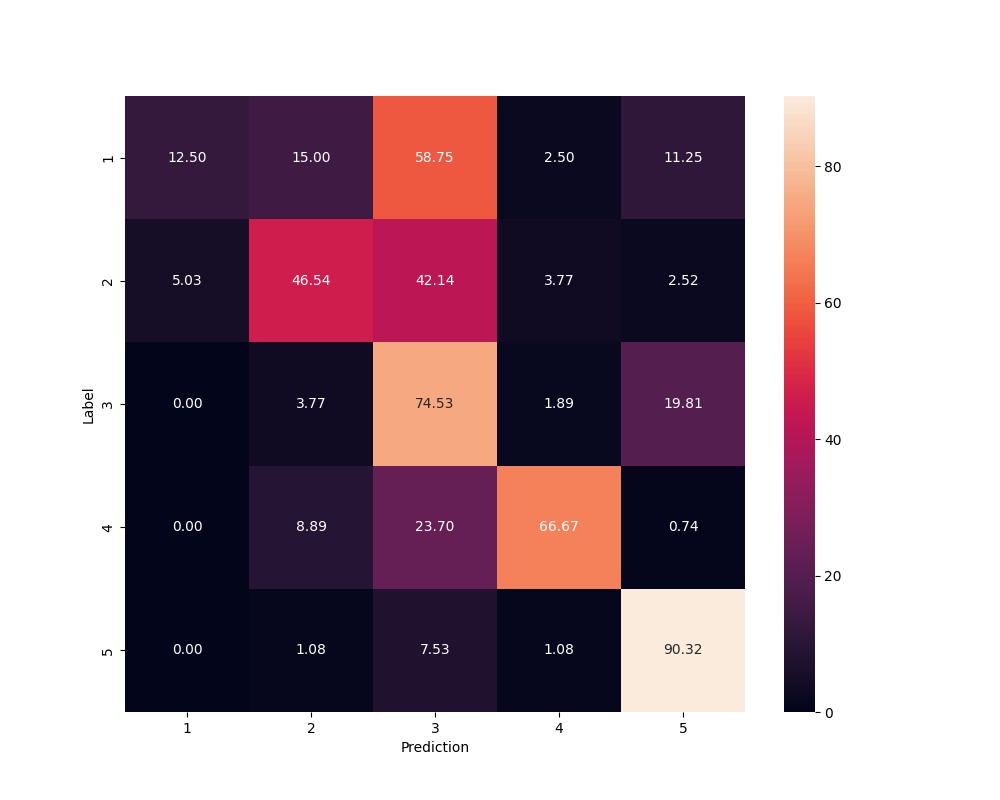 1 12.50 15.00 58.75 2.50 11.25
2 5.03 46.54 42.14 3.77 2.52
3 0.00 3.77 74.53 1.89 19.81
4 0.00 8.89 23.70 66.67 0.74
5 0.00 1.08 7.53 1.08 90.32
Label
1 2 3 4 5
Prediction
80
60
40
20
0